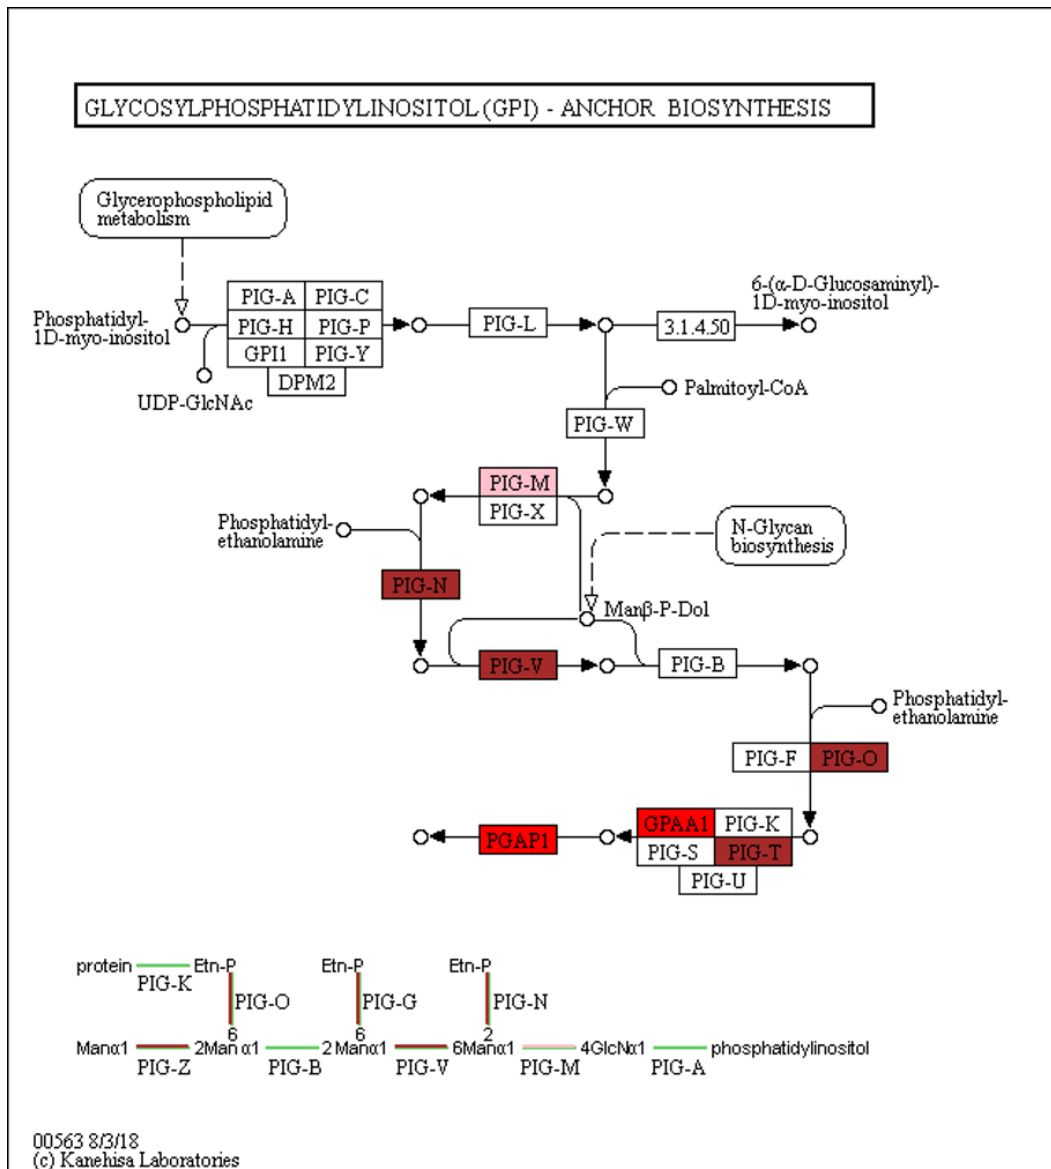 GLYCOSYLPHOSPHATIDYLINOSITOL (GPI) - ANCHOR BIOSYNTHESIS
Glycerophospholipid
metabolism
6-(α-D-Glucosaminyl)-
1D-myo-inositol
Phosphatidyl-
1D-myo-inositol
PIG-A PIG-C
PIG-H PIG-P
GPI1 PIG-Y
DPM2
PIG-L
3.1.4.50
UDP-GlcNAc
Palmitoyl-CoA
PIG-W
PIG-M
PIG-X
Phosphatidyl-
ethanolamine
N-Glycan
biosynthesis
PIG-N
Manβ-P-Dol
PIG-V
PIG-B
Phosphatidyl-
ethanolamine
PIG-F PIG-O
GPAA1 PIG-K
PIG-S PIG-T
PIG-U
PGAP1
protein Etn-P Etn-P Etn-P
PIG-K
PIG-O PIG-G PIG-N
6 6 2
Manα1 2Man α1 2 Manα1 6Manα1 4GlcNα1 phosphatidylinositol
PIG-Z PIG-B PIG-V PIG-M PIG-A
00563 8/3/18
(c) Kanehisa Laboratories